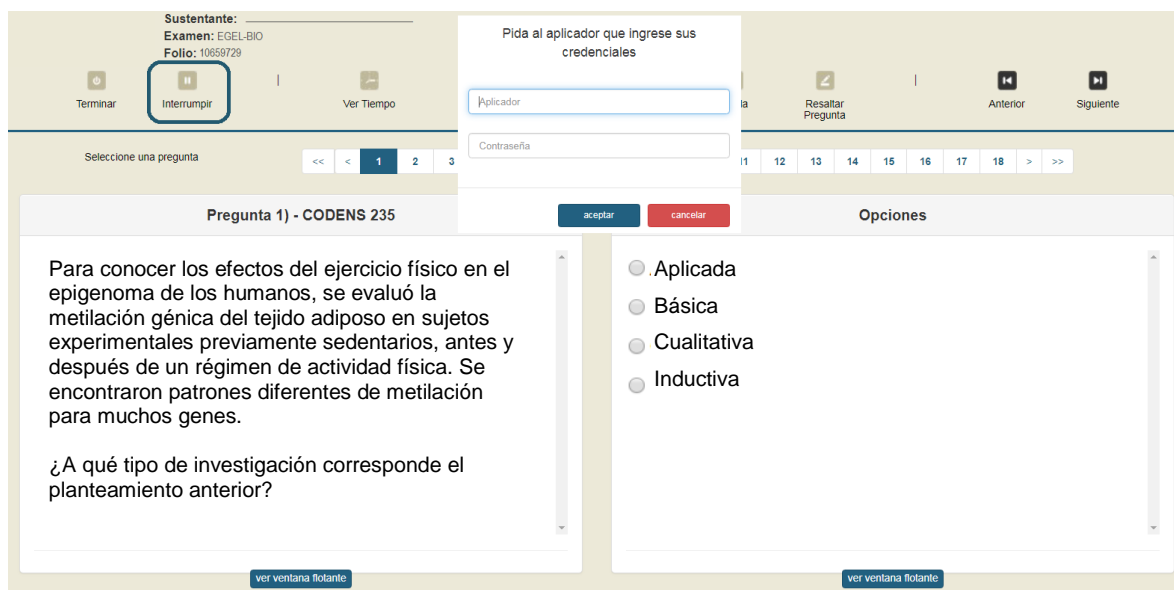 Sustentante:
Examen: EGEL-BIO
Folio: 10659729
Terminar
Interrumpir
Ver Tiempo
Resaltar
Pregunta
Anterior
Siguiente
Pida al aplicador que ingrese sus
credenciales
Aplicador
Contraseña
aceptar
cancelar
Seleccione una pregunta
<< < 1 2 3
12 13 14 15 16 17 18 > >>
Pregunta 1) - CODENS 235
Para conocer los efectos del ejercicio físico en el
epigenoma de los humanos, se evaluó la
metilación génica del tejido adiposo en sujetos
experimentales previamente sedentarios, antes y
después de un régimen de actividad física. Se
encontraron patrones diferentes de metilación
para muchos genes.
¿A qué tipo de investigación corresponde el
planteamiento anterior?
ver ventana flotante
Opciones
Aplicada
Básica
Cualitativa
Inductiva
ver ventana flotante